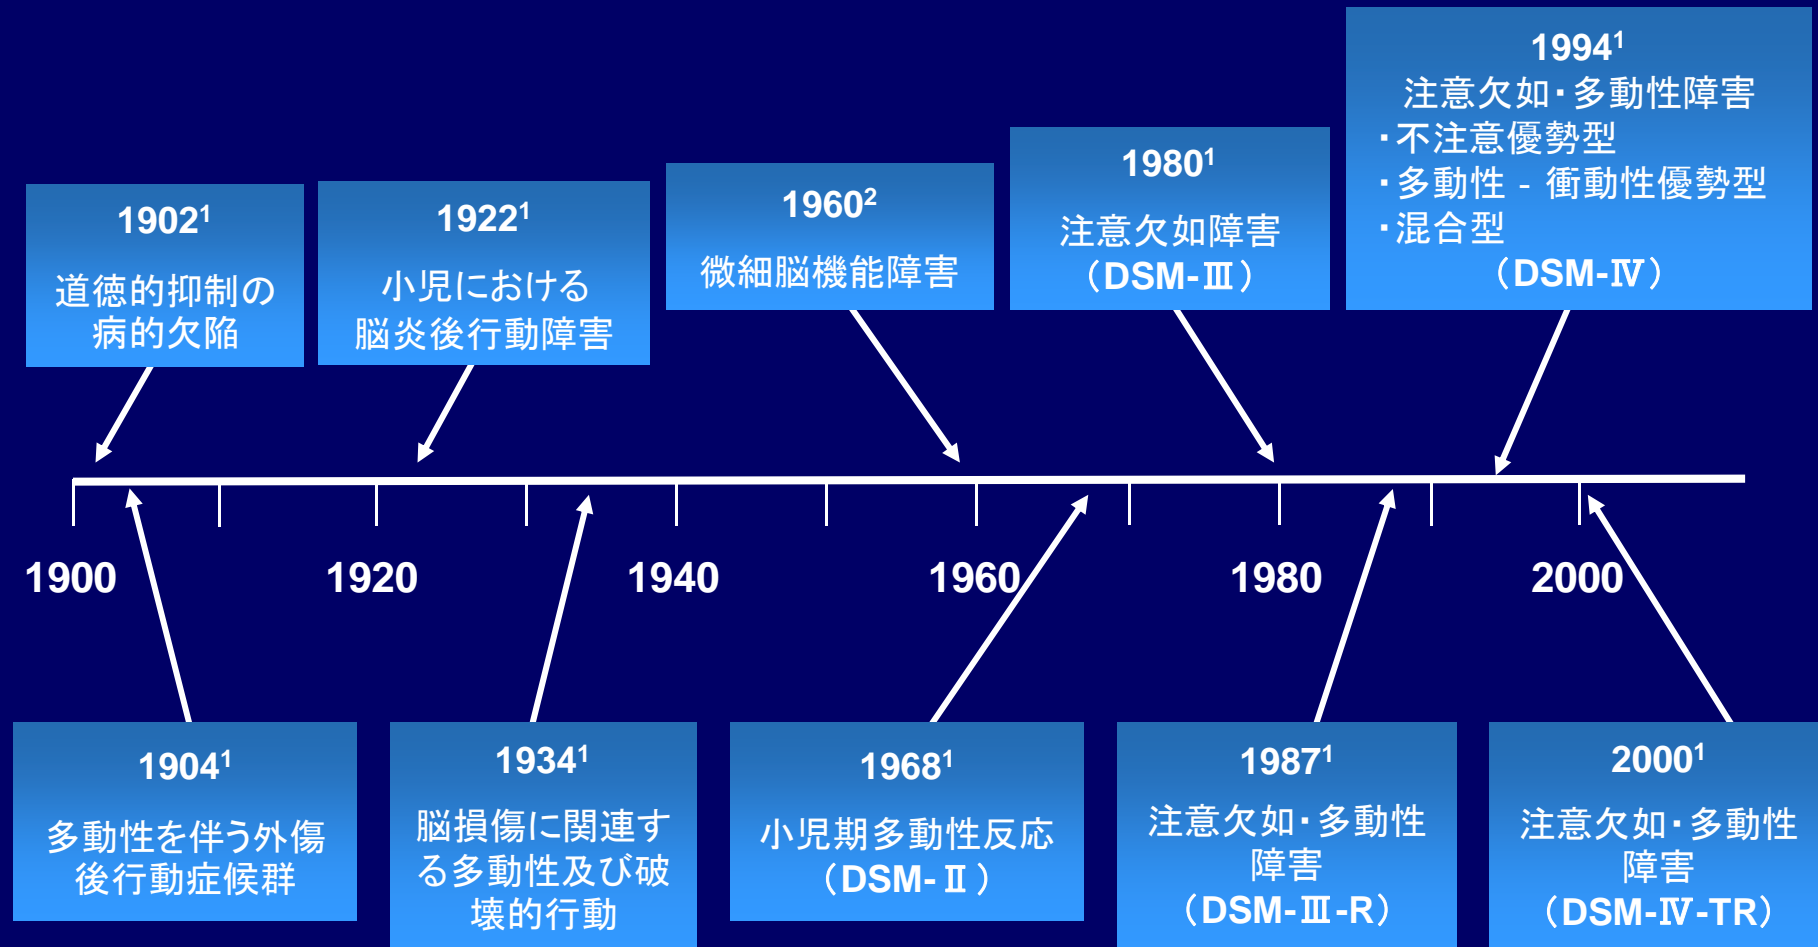 1902¹
道徳的抑制の
病的欠陥
1922¹
小児における
脳炎後行動障害
1960²
微細脳機能障害
1980¹
注意欠如障害
（DSM-Ⅲ）
1994¹
注意欠如・多動性障害
・不注意優勢型
・多動性 - 衝動性優勢型
・混合型
（DSM-Ⅳ）
1900
1920
1940
1960
1980
2000
1904¹
多動性を伴う外傷
後行動症候群
1934¹
脳損傷に関連す
る多動性及び破
壊的行動
1968¹
小児期多動性反応
（DSM-Ⅱ）
1987¹
注意欠如・多動性
障害
（DSM-Ⅲ-R）
2000¹
注意欠如・多動性
障害
（DSM-Ⅳ-TR）